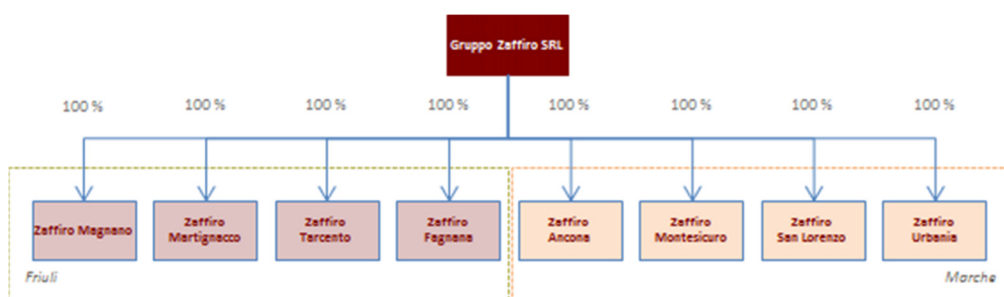 Gruppo Zaffiro SRL
100 % 100 % 100 % 100 % 100 % 100 % 100 % 100 %
Zaffiro Magnano
Zaffiro
Martignacco
Zaffiro
Tarcento
Zaffiro
Fagnana
Zaffiro
Ancona
Zaffiro
Montesicuro
Zaffiro
San Lorenzo
Zaffiro
Urbania
Friuli
Marche